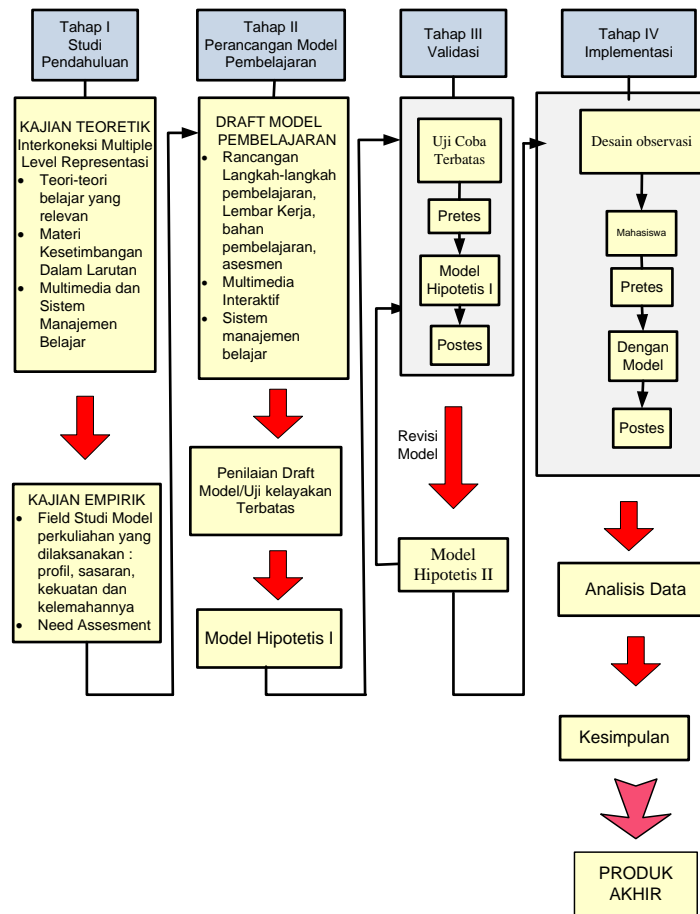 Tahap I
Studi
Pendahuluan
KAJIAN TEORETIK
Interkoneksi Multiple
Level Representasi
• Teori-teori
belajar yang
relevan
• Materi
Kesetimbangan
Dalam Larutan
• Multimedia dan
Sistem
Manajemen
Belajar
KAJIAN EMPIRIK
• Field Studi Model
perkuliahan yang
dilaksanakan :
profil, sasaran,
kekuatan dan
kelemahannya
• Need Assesment
Tahap II
Perancangan Model
Pembelajaran
DRAFT MODEL
PEMBELAJARAN
• Rancangan
Langkah-langkah
pembelajaran,
Lembar Kerja,
bahan
pembelajaran,
asesmen
• Multimedia
Interaktif
• Sistem
manajemen
belajar
Penilaian Draft
Model/Uji kelayakan
Terbatas
Model Hipotetis I
Tahap III
Validasi
Uji Coba
Terbatas
Pretes
Model
Hipotetis I
Postes
Revisi
Model
Model
Hipotetis II
Tahap IV
Implementasi
Desain observasi
Mahasiswa
Pretes
Dengan
Model
Postes
Analisis Data
Kesimpulan
PRODUK
AKHIR